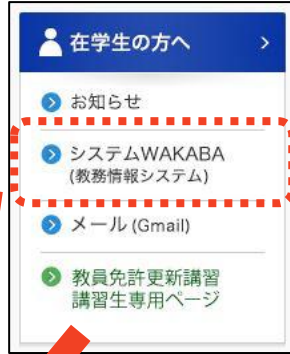 在学生の方へ
お知らせ
システムWAKABA
(教務情報システム)
メール (Gmail)
教員免許更新講習
講習生専用ページ